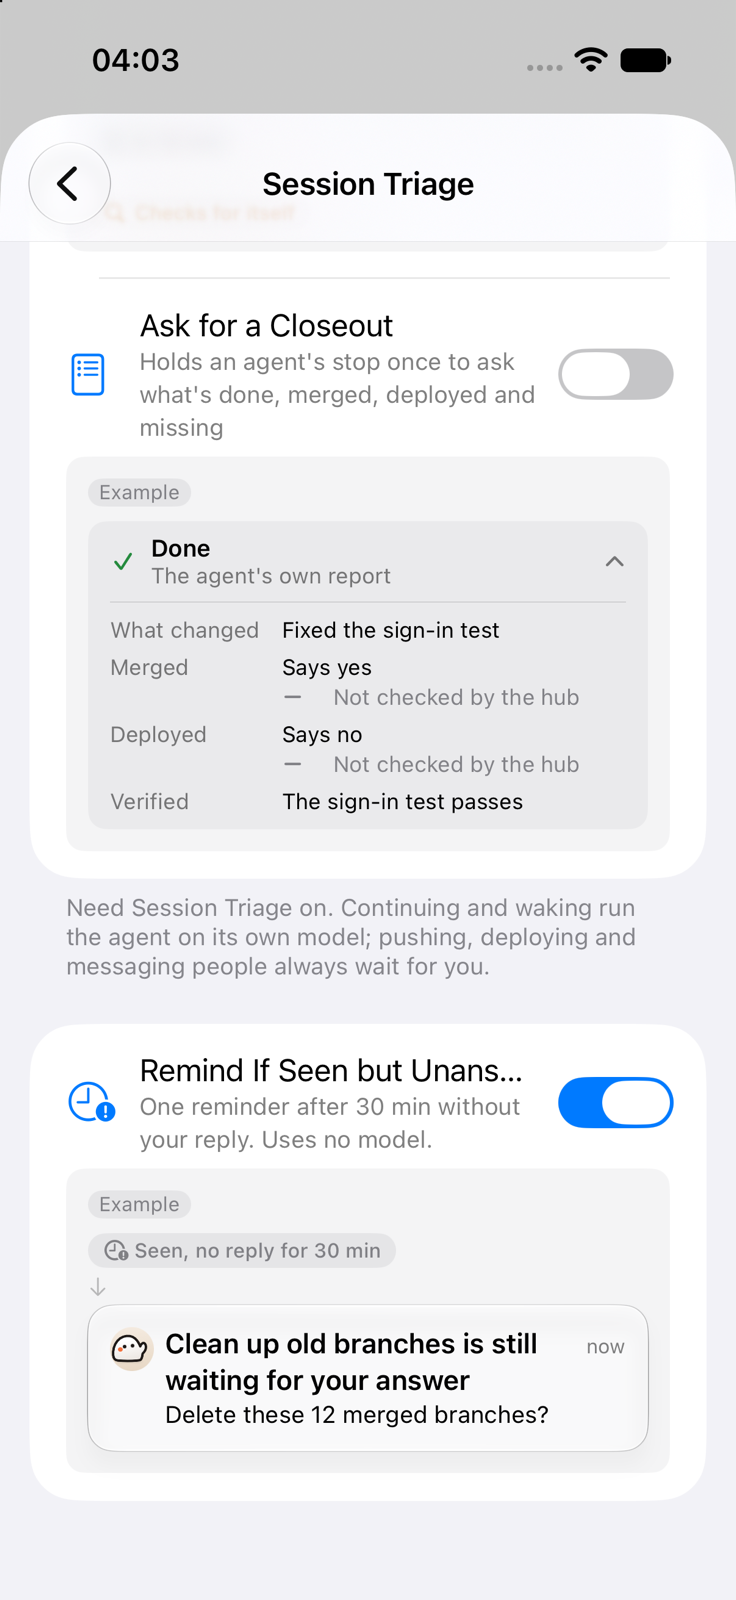 04:03
Session Triage
Checks for itself
Ask for a Closeout
Holds an agent's stop once to ask
what's done, merged, deployed and
missing
Example
Done
The agent's own report
What changed Fixed the sign-in test
Merged Says yes
— Not checked by the hub
Deployed Says no
— Not checked by the hub
Verified The sign-in test passes
Need Session Triage on. Continuing and waking run
the agent on its own model; pushing, deploying and
messaging people always wait for you.
Remind If Seen but Unans...
One reminder after 30 min without
your reply. Uses no model.
Example
Seen, no reply for 30 min
Clean up old branches is still now
waiting for your answer
Delete these 12 merged branches?